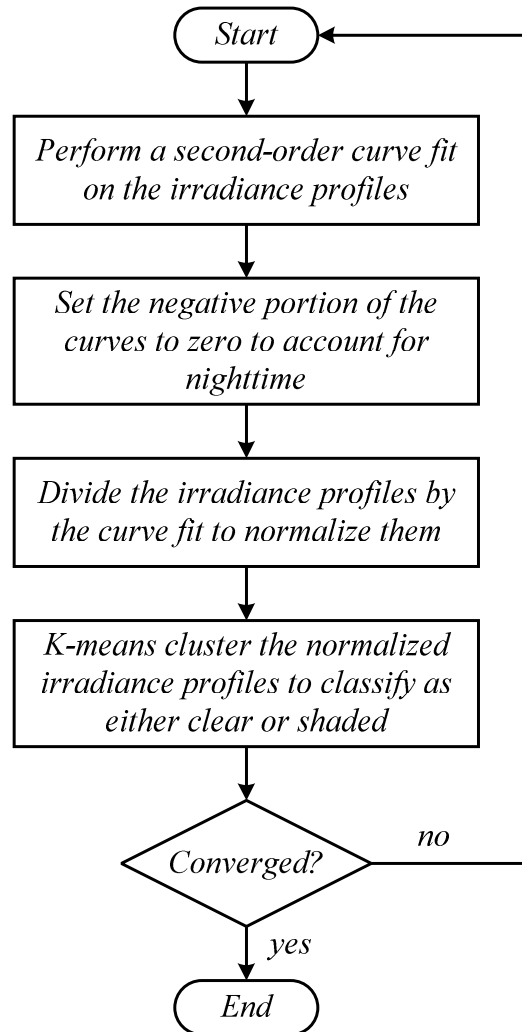 Start
Perform a second-order curve fit
on the irradiance profiles
Set the negative portion of the
curves to zero to account for
nighttime
Divide the irradiance profiles by
the curve fit to normalize them
K-means cluster the normalized
irradiance profiles to classify as
either clear or shaded
Converged?
no
yes
End